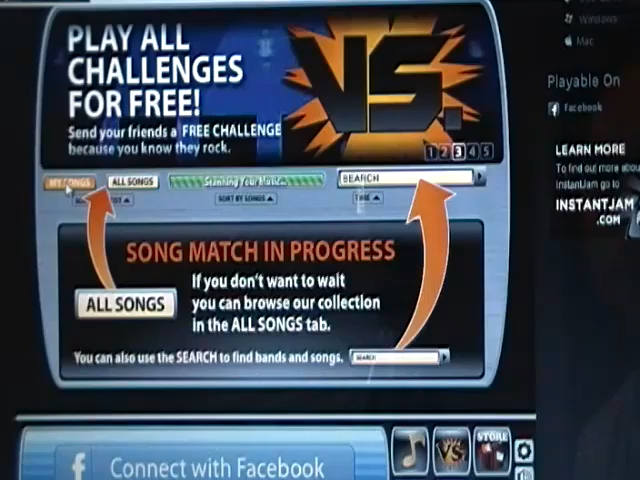 PLAY ALL
CHALLENGES
FOR FREE!
Send your friends a FREE CHALLENGE
because you know they rock.
VS.
1 2 3 4 5
MY SONGS
ALL SONGS
Scanning Your Music...
SEARCH
SORT BY SONGS
TIME
SONG MATCH IN PROGRESS
ALL SONGS
If you don't want to wait
you can browse our collection
in the ALL SONGS tab.
You can also use the SEARCH to find bands and songs.
SEARCH
Connect with Facebook
VS
STORE
Windows
Mac
Playable On
Facebook
LEARN MORE
To find out more abou
InstantJam go to
INSTANTJAM
.COM